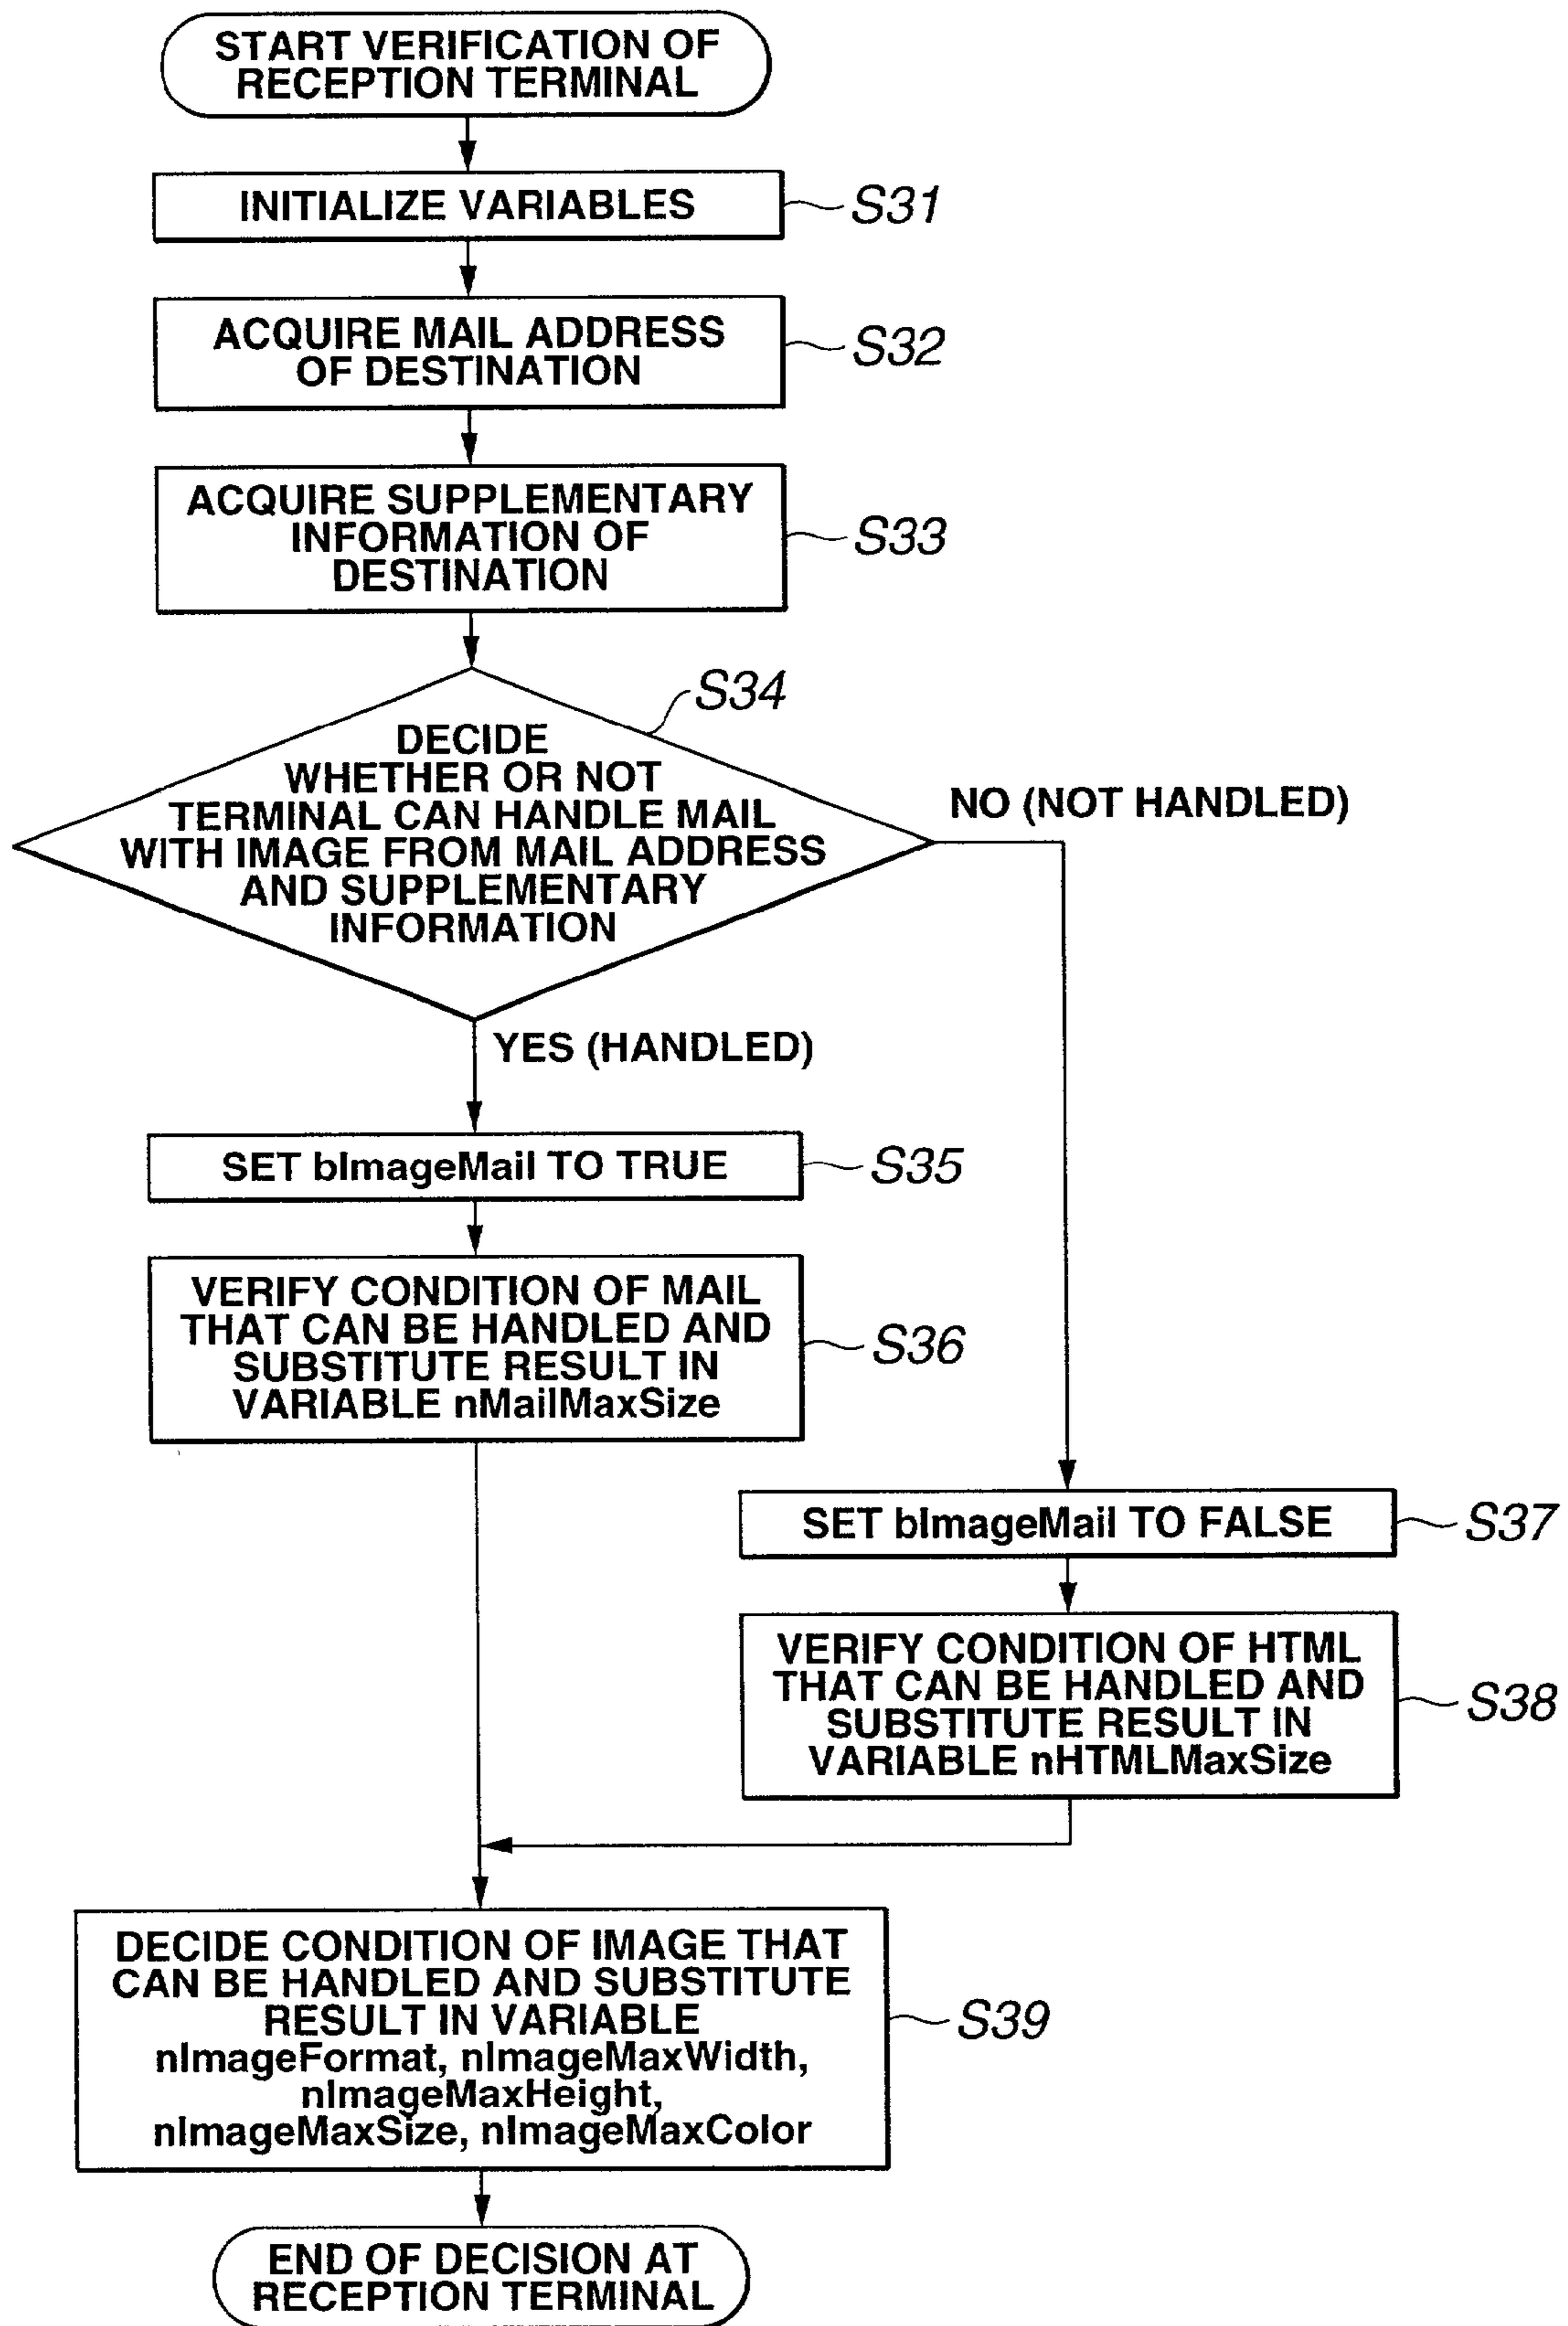 START VERIFICATION OF
RECEPTION TERMINAL
INITIALIZE VARIABLES
S31
ACQUIRE MAIL ADDRESS
OF DESTINATION
S32
ACQUIRE SUPPLEMENTARY
INFORMATION OF
DESTINATION
S33
S34
DECIDE
WHETHER OR NOT
TERMINAL CAN HANDLE MAIL
WITH IMAGE FROM MAIL ADDRESS
AND SUPPLEMENTARY
INFORMATION
NO (NOT HANDLED)
YES (HANDLED)
SET bImageMail TO TRUE
S35
VERIFY CONDITION OF MAIL
THAT CAN BE HANDLED AND
SUBSTITUTE RESULT IN
VARIABLE nMailMaxSize
S36
SET bImageMail TO FALSE
S37
VERIFY CONDITION OF HTML
THAT CAN BE HANDLED AND
SUBSTITUTE RESULT IN
VARIABLE nHTMLMaxSize
S38
DECIDE CONDITION OF IMAGE THAT
CAN BE HANDLED AND SUBSTITUTE
RESULT IN VARIABLE
nImageFormat, nImageMaxWidth,
nImageMaxHeight,
nImageMaxSize, nImageMaxColor
S39
END OF DECISION AT
RECEPTION TERMINAL